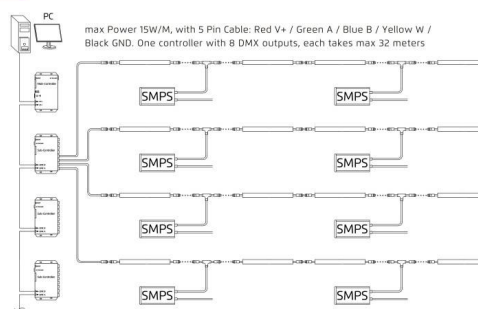 PC
max Power 15W/M, with 5 Pin Cable: Red V+ / Green A / Blue B / Yellow W /
Black GND. One controller with 8 DMX outputs, each takes max 32 meters
SMPS SMPS
SMPS SMPS
SMPS SMPS
SMPS SMPS